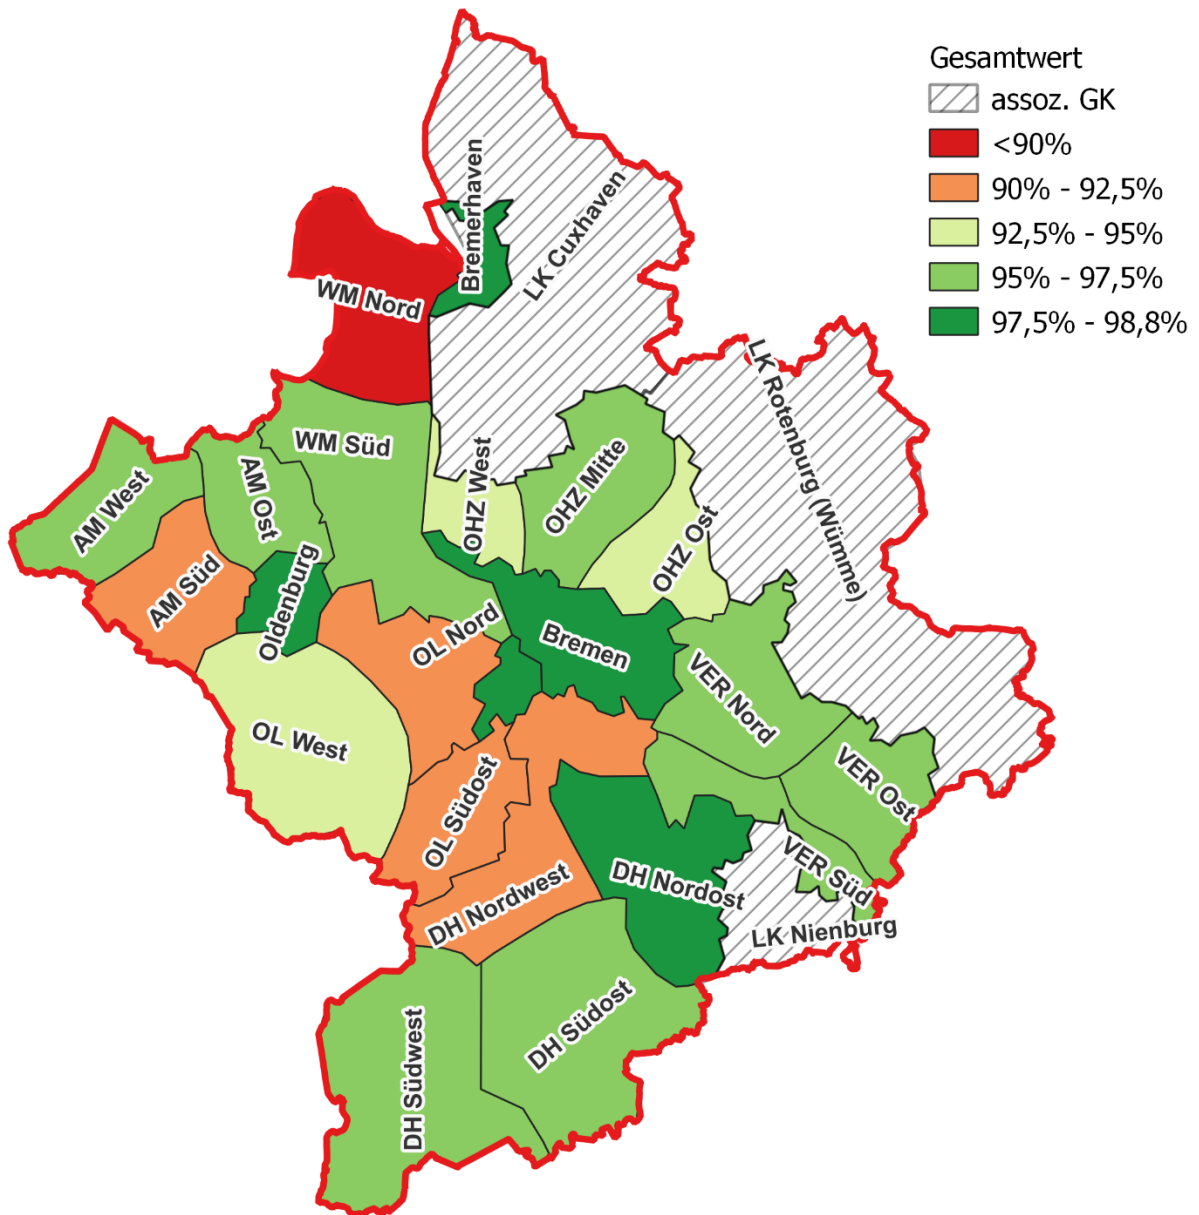 Gesamtwert
assoz. GK
<90%
90% - 92,5%
92,5% - 95%
95% - 97,5%
97,5% - 98,8%
Bremerhaven
LK Cuxhaven
WM Nord
LK Rotenburg (Wümme)
WM Süd
OHZ West
OHZ Mitte
AM West
AM Ost
OHZ Ost
AM Süd
Oldenburg
OL Nord
Bremen
VER Nord
OL West
VER Ost
OL Südost
VER Süd
DH Nordwest
DH Nordost
LK Nienburg
DH Südost
DH Südwest